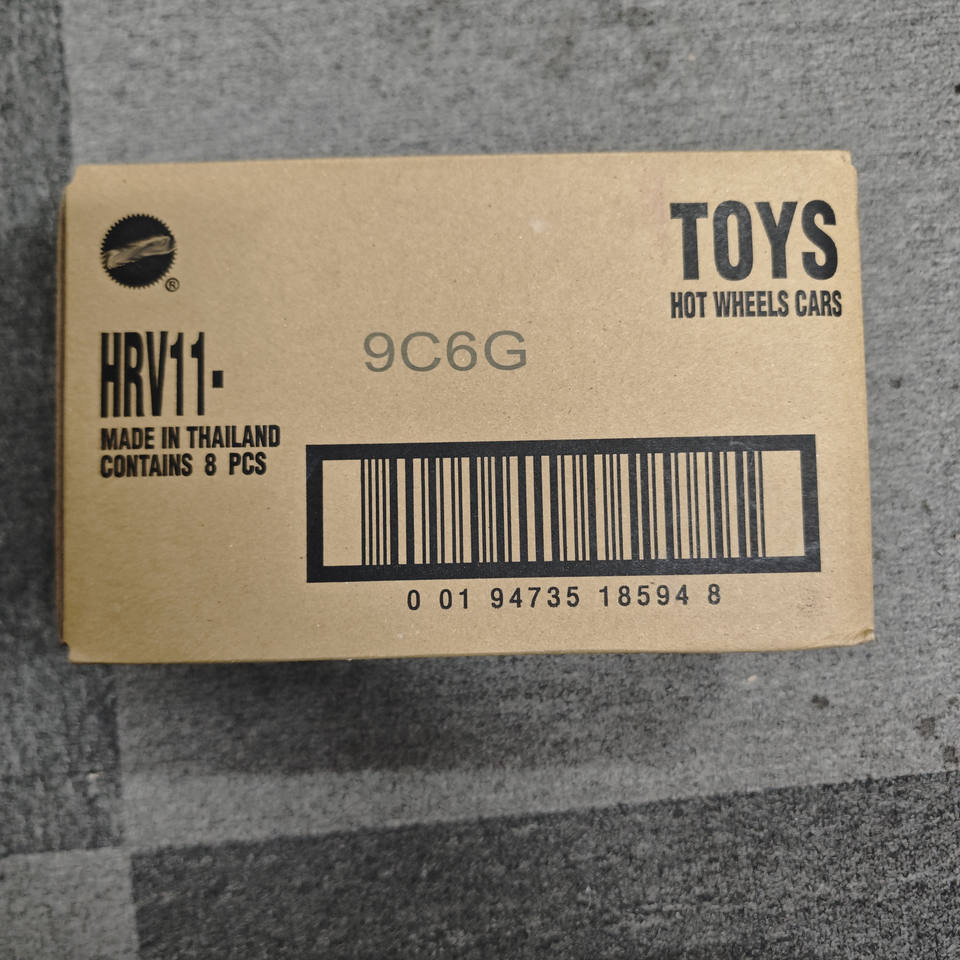 TOYS
HOT WHEELS CARS
®
HRV11-
9C6G
MADE IN THAILAND
CONTAINS 8 PCS
0 01 94735 18594 8